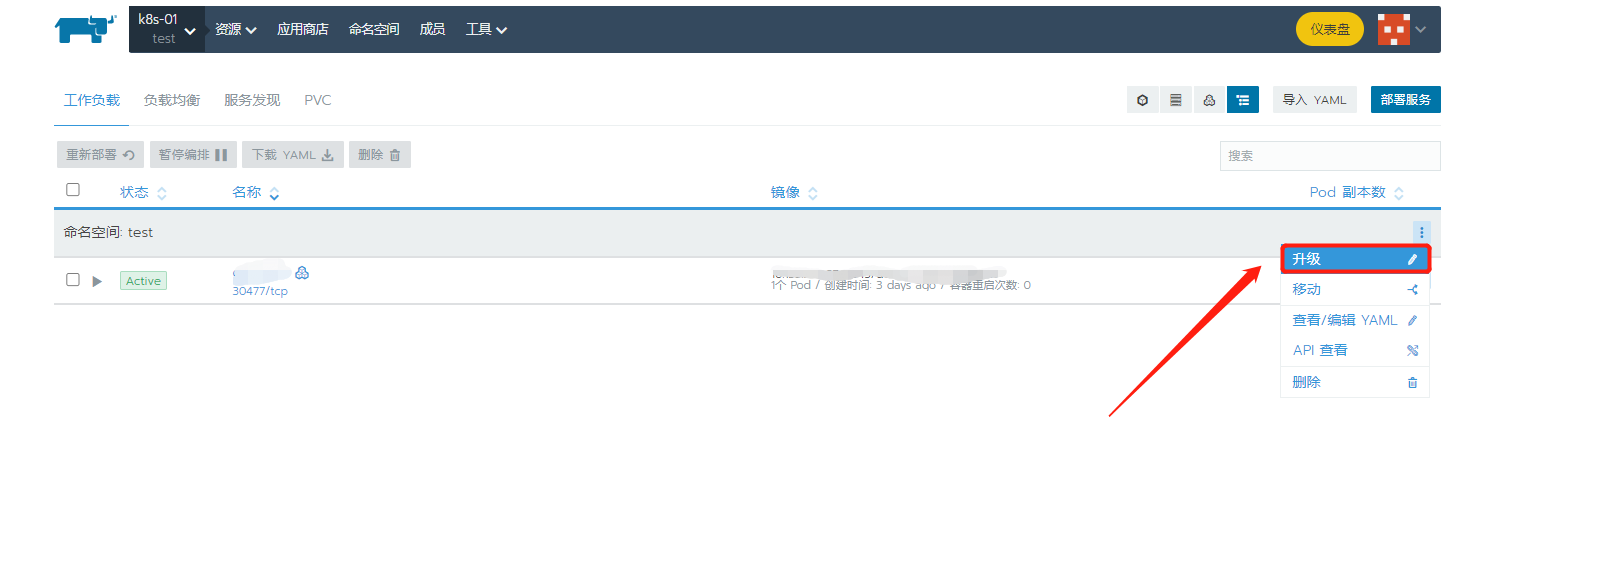 k8s-01
test
资源 应用商店 命名空间 成员 工具 仪表盘
工作负载 负载均衡 服务发现 PVC 导入 YAML 部署服务
重新部署 暂停编排 下载 YAML 删除 搜索
状态 名称 镜像 Pod 副本数
命名空间: test
升级
Active
30477/tcp 1个 Pod / 创建时间: 3 days ago / 容器重启次数: 0
移动
查看/编辑 YAML
API 查看
删除